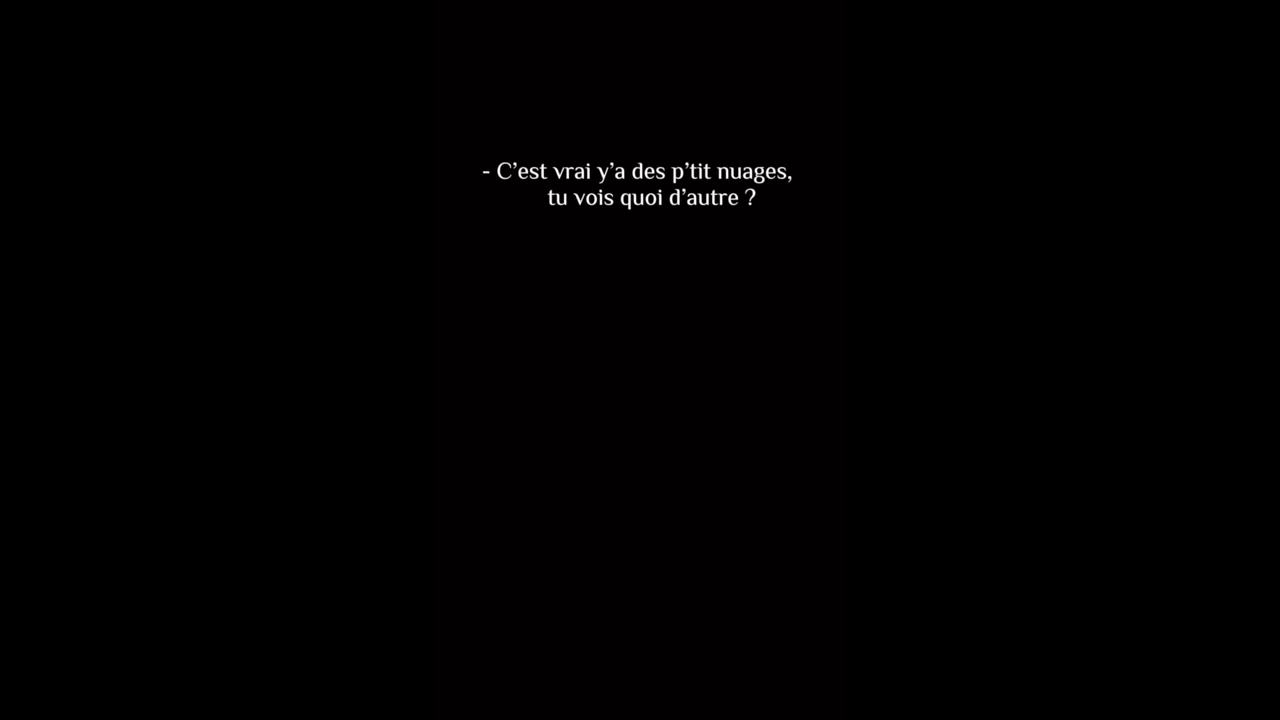 - C’est vrai y’a des p’tit nuages,
tu vois quoi d’autre ?